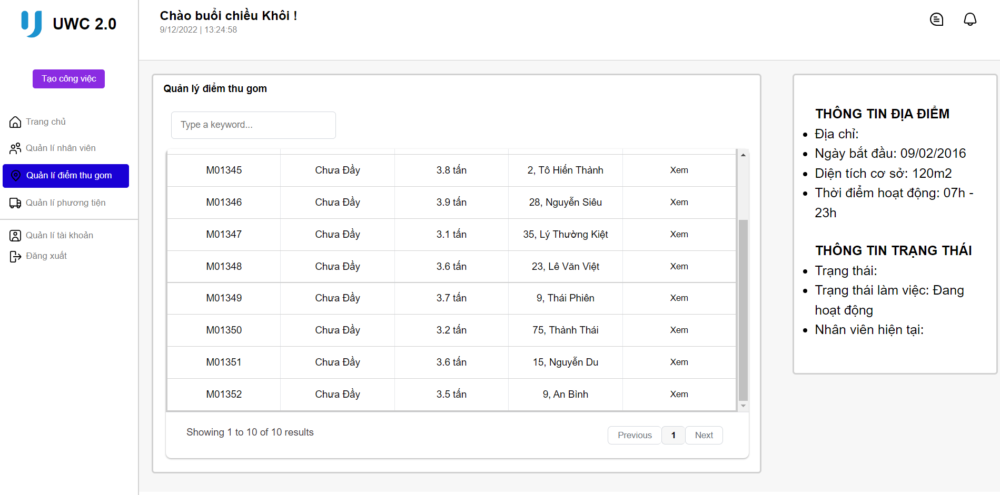 UWC 2.0
Chào buổi chiều Khôi !
9/12/2022 | 13:24:58
Tạo công việc
Trang chủ
Quản lí nhân viên
Quản lí điểm thu gom
Quản lí phương tiện
Quản lí tài khoản
Đăng xuất
Quản lý điểm thu gom
Type a keyword...
M01345 Chưa Đầy 3.8 tấn 2, Tô Hiến Thành Xem
M01346 Chưa Đầy 3.9 tấn 28, Nguyễn Siêu Xem
M01347 Chưa Đầy 3.1 tấn 35, Lý Thường Kiệt Xem
M01348 Chưa Đầy 3.6 tấn 23, Lê Văn Việt Xem
M01349 Chưa Đầy 3.7 tấn 9, Thái Phiên Xem
M01350 Chưa Đầy 3.2 tấn 75, Thành Thái Xem
M01351 Chưa Đầy 3.6 tấn 15, Nguyễn Du Xem
M01352 Chưa Đầy 3.5 tấn 9, An Bình Xem
Showing 1 to 10 of 10 results
Previous 1 Next
THÔNG TIN ĐỊA ĐIỂM
Địa chỉ:
Ngày bắt đầu: 09/02/2016
Diện tích cơ sở: 120m2
Thời điểm hoạt động: 07h -
23h
THÔNG TIN TRẠNG THÁI
Trạng thái:
Trạng thái làm việc: Đang
hoạt động
Nhân viên hiện tại: